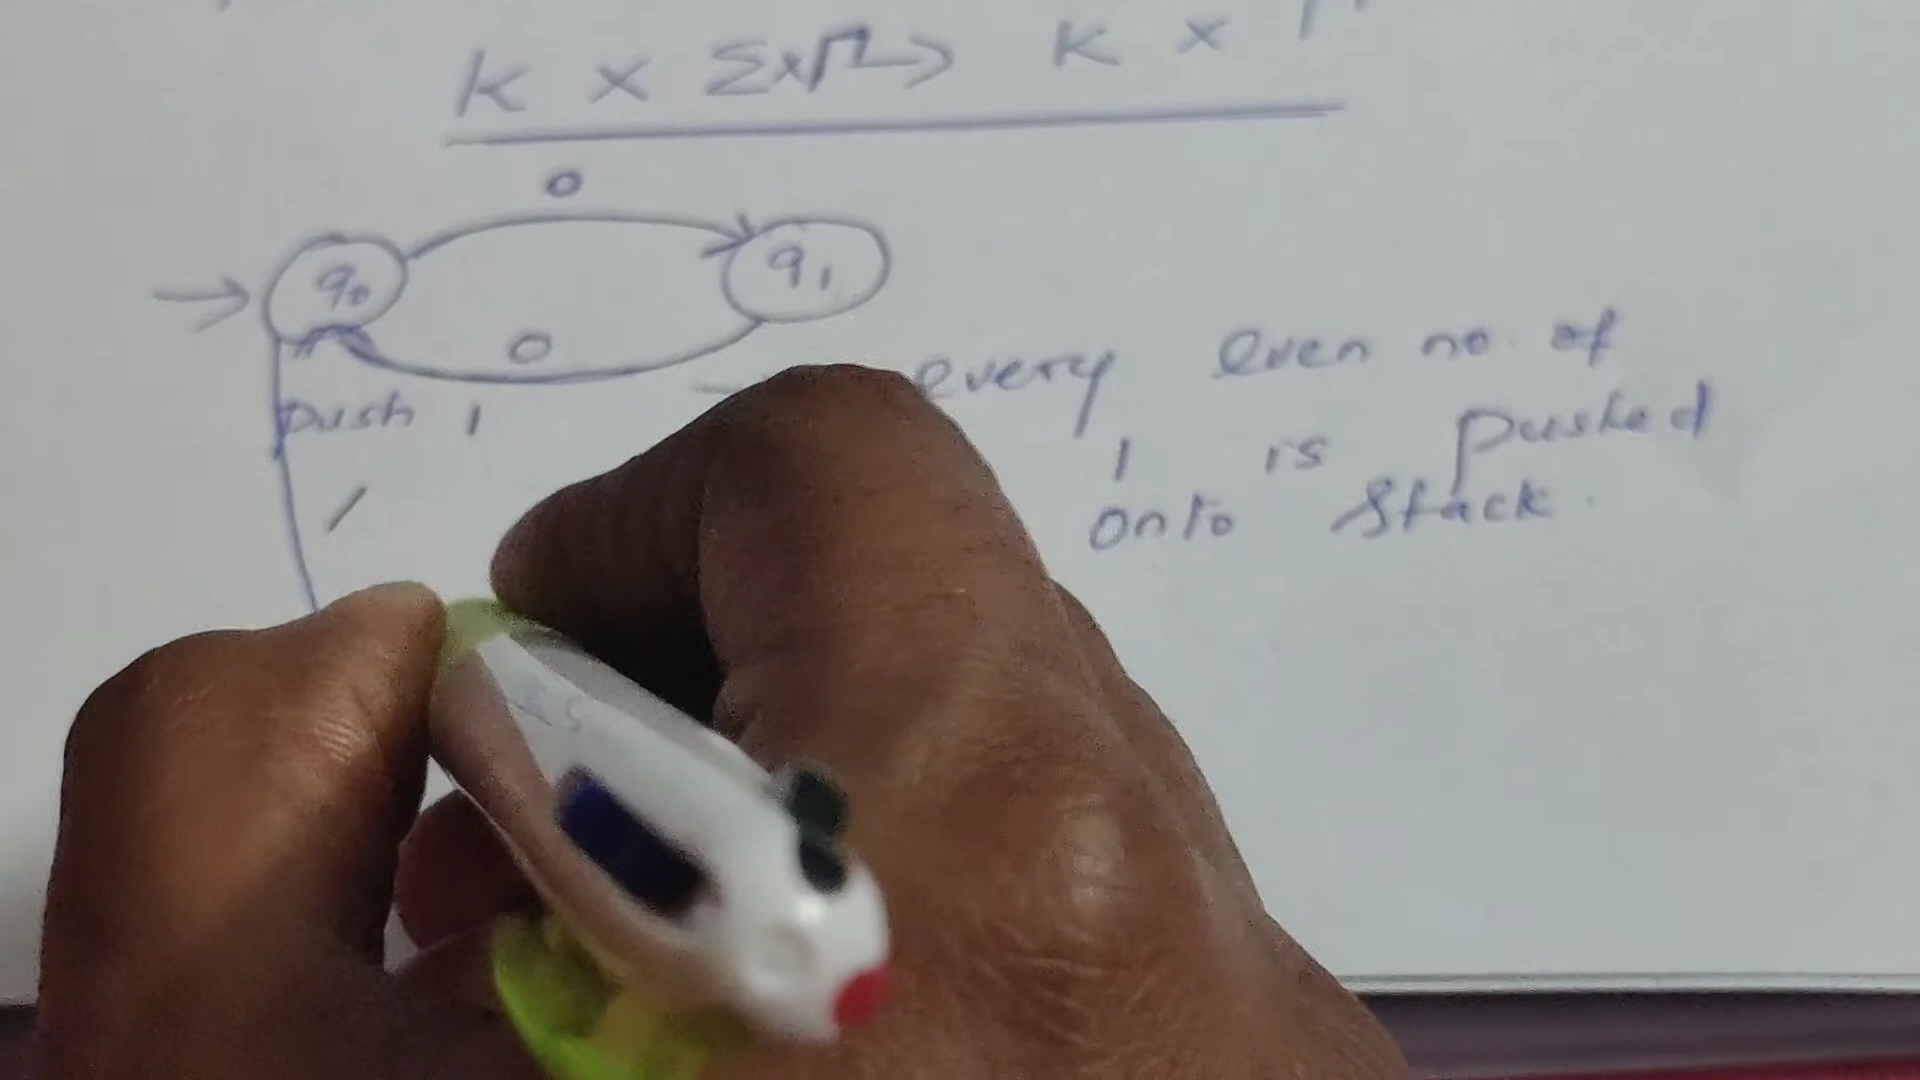 K × Σ×Γ → K × Γ
0
q0 q1
0
push 1
every even no. of
1 is pushed
onto stack.
1